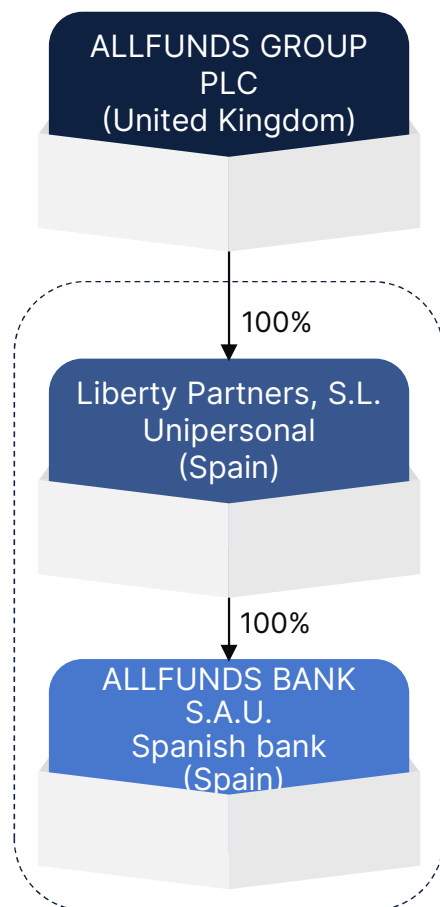 ALLFUNDS GROUP
PLC
(United Kingdom)
100%
Liberty Partners, S.L.
Unipersonal
(Spain)
100%
ALLFUNDS BANK
S.A.U.
Spanish bank
(Spain)